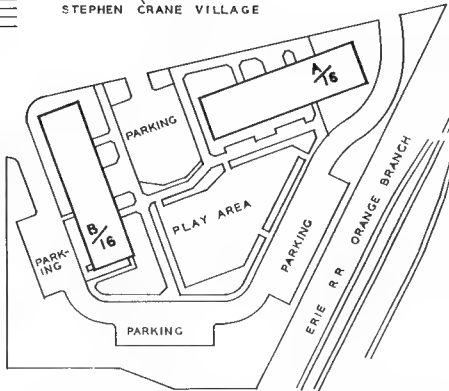 STEPHEN CRANE VILLAGE
A/16
PARKING
B/16
PLAY AREA
PARK-
ING
PARKING
PARKING
ERIE R R ORANGE BRANCH